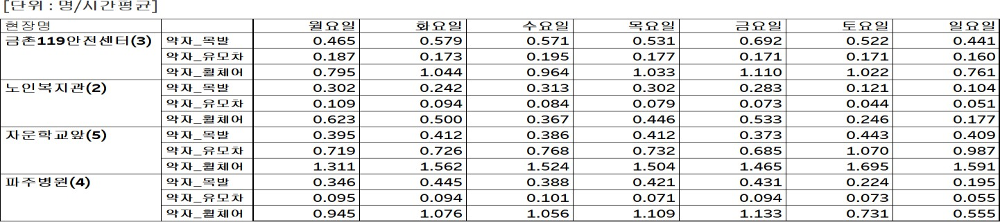 [단위 : 명/시간평균]
현장명 월요일 화요일 수요일 목요일 금요일 토요일 일요일
금촌119안전센터(3) 약자_목발 0.465 0.579 0.571 0.531 0.692 0.522 0.441
약자_유모차 0.187 0.173 0.195 0.177 0.171 0.171 0.160
약자_휠체어 0.795 1.044 0.964 1.033 1.110 1.022 0.761
노인복지관(2) 약자_목발 0.302 0.242 0.313 0.302 0.283 0.121 0.104
약자_유모차 0.109 0.094 0.084 0.079 0.073 0.044 0.051
약자_휠체어 0.623 0.500 0.367 0.446 0.533 0.246 0.177
자운학교앞(5) 약자_목발 0.395 0.412 0.386 0.412 0.373 0.443 0.409
약자_유모차 0.719 0.726 0.768 0.732 0.685 1.070 0.987
약자_휠체어 1.311 1.562 1.524 1.504 1.465 1.695 1.591
파주병원(4) 약자_목발 0.346 0.445 0.388 0.421 0.431 0.224 0.195
약자_유모차 0.095 0.094 0.101 0.071 0.094 0.073 0.055
약자_휠체어 0.945 1.076 1.056 1.109 1.133 0.731 0.555